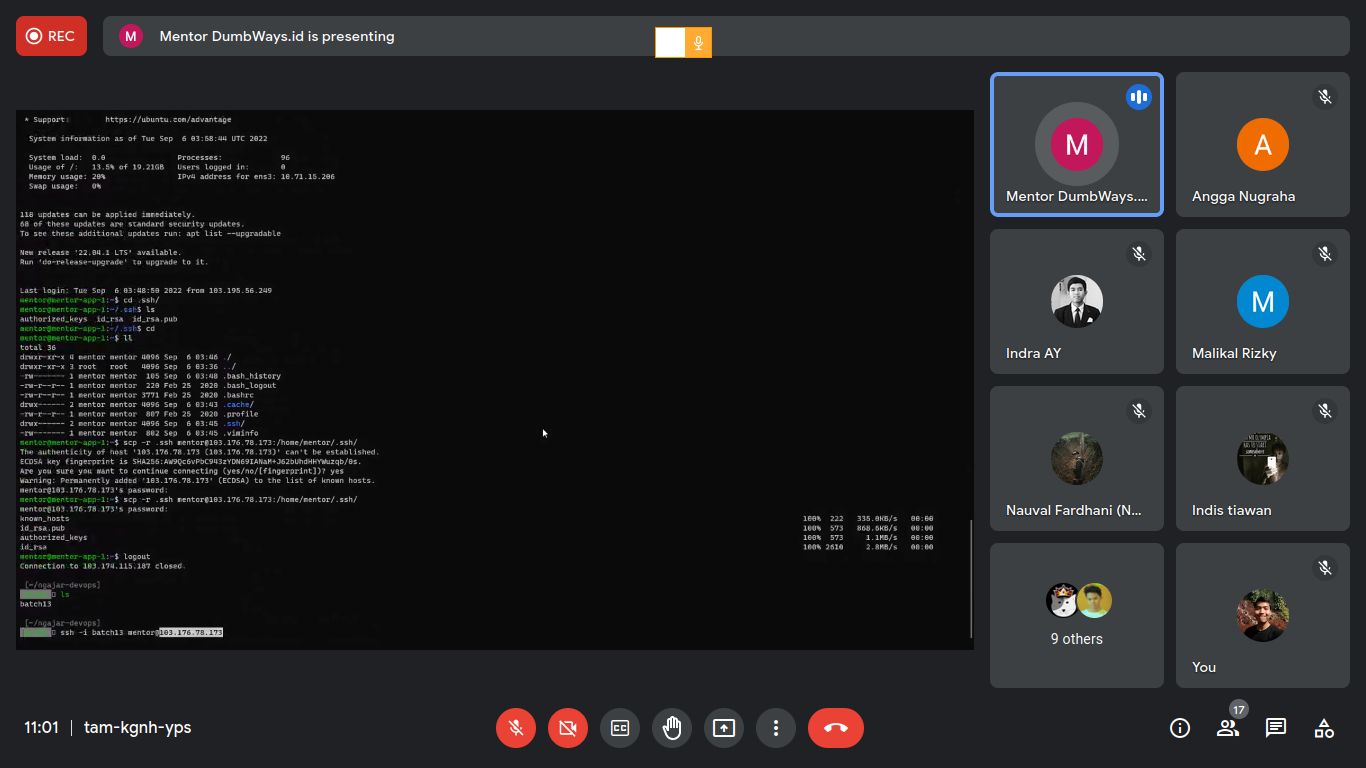 REC
M
Mentor DumbWays.id is presenting
* Support: https://ubuntu.com/advantage
System information as of Tue Sep 6 03:58:44 UTC 2022
System load: 0.0 Processes: 96
Usage of /: 13.5% of 19.21GB Users logged in: 0
Memory usage: 20% IPv4 address for ens3: 10.71.15.206
Swap usage: 0%
118 updates can be applied immediately.
68 of these updates are standard security updates.
To see these additional updates run: apt list --upgradable
New release '22.04.1 LTS' available.
Run 'do-release-upgrade' to upgrade to it.
Last login: Tue Sep 6 03:48:50 2022 from 103.195.56.249
mentor@mentor-app-1:~$ cd .ssh/
mentor@mentor-app-1:~/.ssh$ ls
authorized_keys id_rsa id_rsa.pub
mentor@mentor-app-1:~/.ssh$ cd
mentor@mentor-app-1:~$ ll
total 36
drwxr-xr-x 4 mentor mentor 4096 Sep 6 03:46 ./
drwxr-xr-x 3 root root 4096 Sep 6 03:36 ../
-rw------- 1 mentor mentor 105 Sep 6 03:48 .bash_history
-rw-r--r-- 1 mentor mentor 220 Feb 25 2020 .bash_logout
-rw-r--r-- 1 mentor mentor 3771 Feb 25 2020 .bashrc
drwx------ 2 mentor mentor 4096 Sep 6 03:43 .cache/
-rw-r--r-- 1 mentor mentor 807 Feb 25 2020 .profile
drwx------ 2 mentor mentor 4096 Sep 6 03:45 .ssh/
-rw------- 1 mentor mentor 802 Sep 6 03:45 .viminfo
mentor@mentor-app-1:~$ scp -r .ssh mentor@103.176.78.173:/home/mentor/.ssh/
The authenticity of host '103.176.78.173 (103.176.78.173)' can't be established.
ECDSA key fingerprint is
Are you sure you want to continue connecting (yes/no/[fingerprint])? yes
Warning: Permanently added '103.176.78.173' (ECDSA) to the list of known hosts.
mentor@103.176.78.173's password:
mentor@mentor-app-1:~$ scp -r .ssh mentor@103.176.78.173:/home/mentor/.ssh/
mentor@103.176.78.173's password:
known_hosts 100% 222 335.0KB/s 00:00
id_rsa.pub 100% 573 868.6KB/s 00:00
authorized_keys 100% 573 1.1MB/s 00:00
id_rsa 100% 2610 2.8MB/s 00:00
mentor@mentor-app-1:~$ logout
Connection to 103.174.115.187 closed.
[~/ngajar-devops]
ls
batch13
[~/ngajar-devops]
ssh -i batch13 mentor@103.176.78.173
M
Mentor DumbWays....
A
Angga Nugraha
Indra AY
M
Malikal Rizky
Nauval Fardhani (N...
Indis tiawan
9 others
You
11:01 | tam-kgnh-yps
CC
17